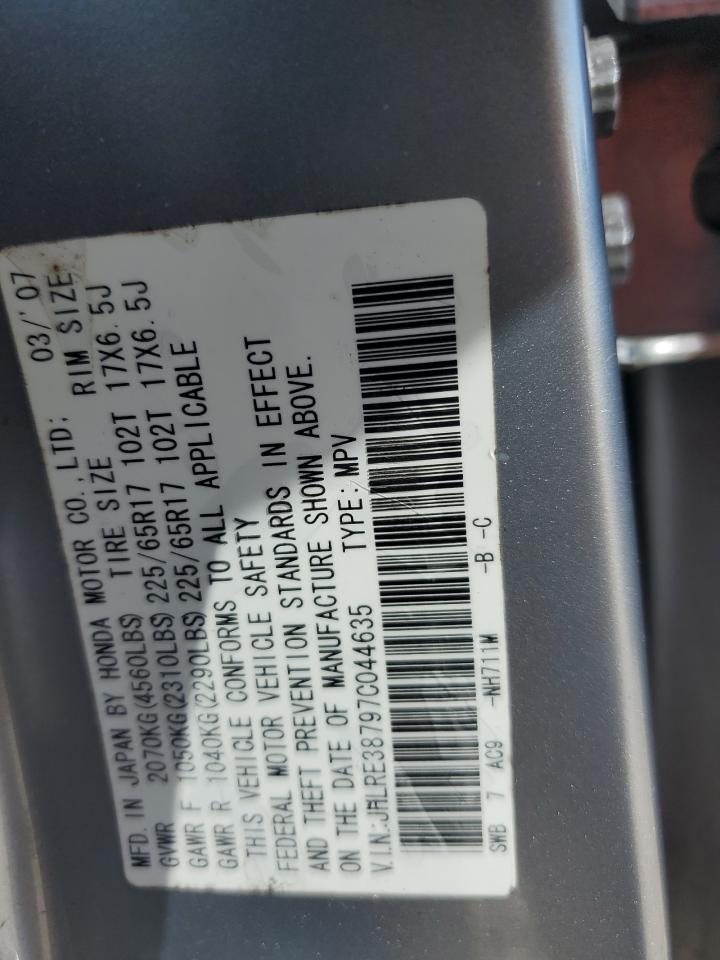 MFD. IN JAPAN BY HONDA MOTOR CO., LTD: 03/'07
GVWR 2070KG(4560LBS) TIRE SIZE RIM SIZE
GAWR F 1050KG(2310LBS) 225/65R17 102T 17X6.5J
GAWR R 1040KG(2290LBS) 225/65R17 102T 17X6.5J
THIS VEHICLE CONFORMS TO ALL APPLICABLE
FEDERAL MOTOR VEHICLE SAFETY
AND THEFT PREVENTION STANDARDS IN EFFECT
ON THE DATE OF MANUFACTURE SHOWN ABOVE.
V.I.N.:JHLRE38797C044635 TYPE: MPV
SWB 7 AC9 -NH711M -B -C